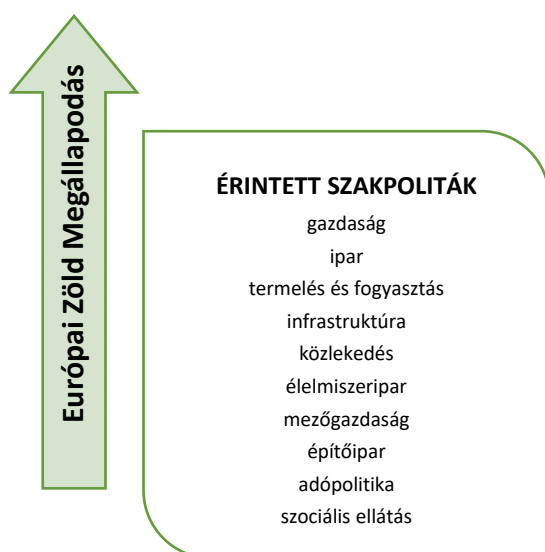 Európai Zöld Megállapodás
ÉRINTETT SZAKPOLITÁK
gazdaság
ipar
termelés és fogyasztás
infrastruktúra
közlekedés
élelmiszeripar
mezőgazdaság
építőipar
adópolitika
szociális ellátás